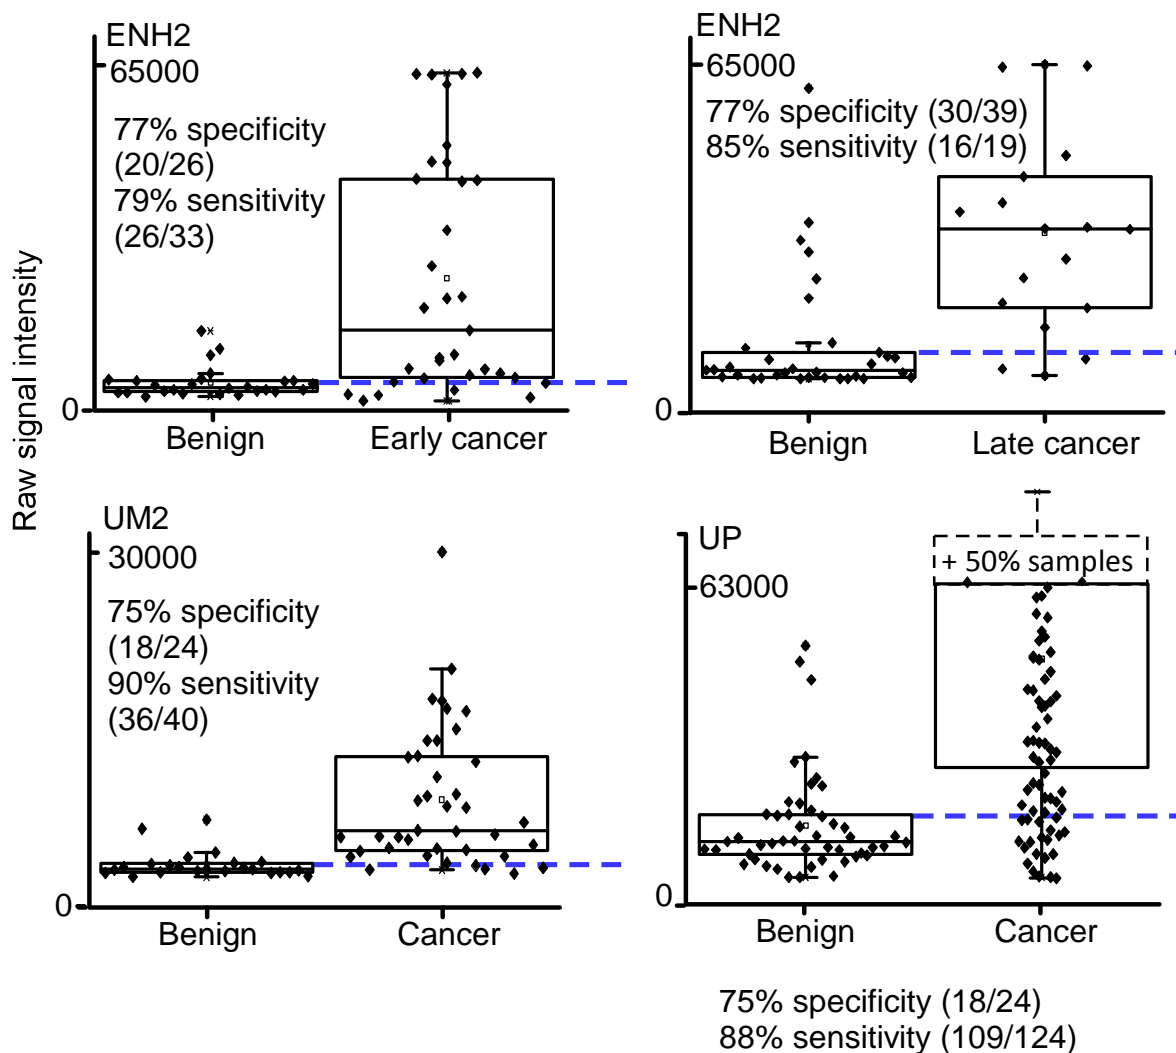 Raw signal intensity
ENH2
65000
77% specificity
(20/26)
79% sensitivity
(26/33)
0
Benign
Early cancer
ENH2
65000
77% specificity (30/39)
85% sensitivity (16/19)
0
Benign
Late cancer
UM2
30000
75% specificity
(18/24)
90% sensitivity
(36/40)
0
Benign
Cancer
UP
+ 50% samples
63000
0
Benign
Cancer
75% specificity (18/24)
88% sensitivity (109/124)